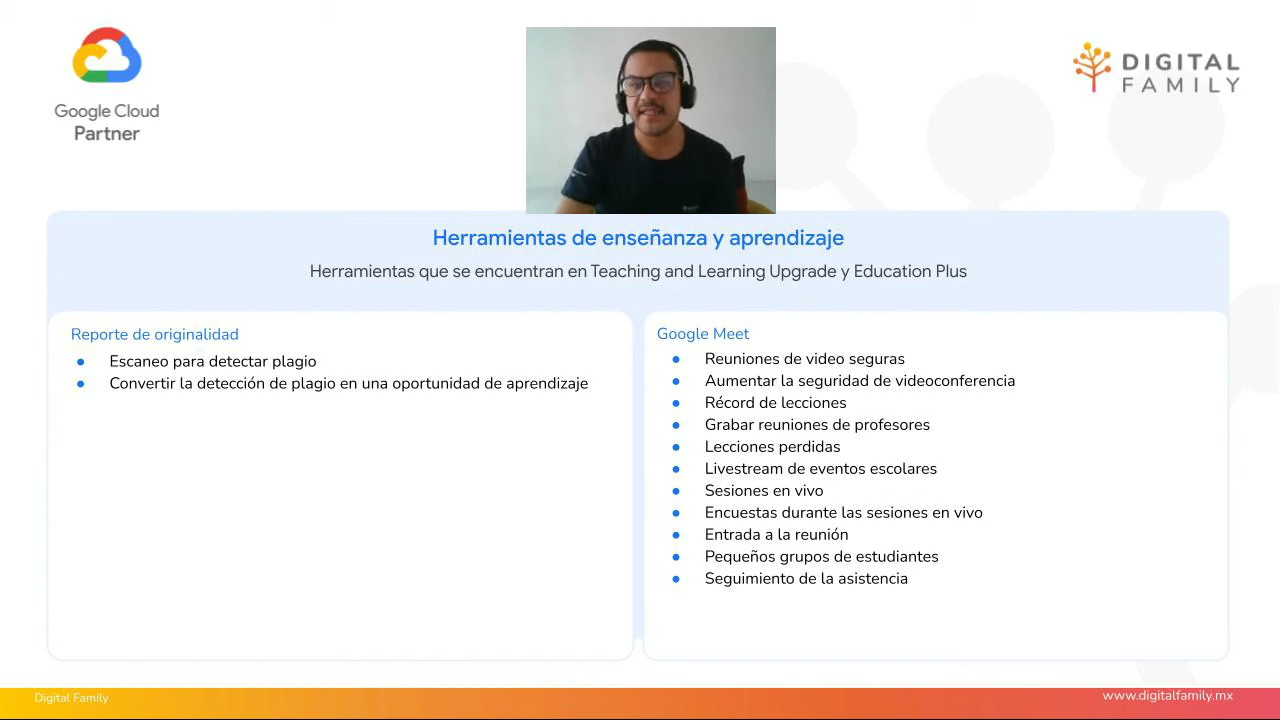 Google Cloud
Partner
DIGITAL
FAMILY
Herramientas de enseñanza y aprendizaje
Herramientas que se encuentran en Teaching and Learning Upgrade y Education Plus
Reporte de originalidad
● Escaneo para detectar plagio
● Convertir la detección de plagio en una oportunidad de aprendizaje
Google Meet
● Reuniones de video seguras
● Aumentar la seguridad de videoconferencia
● Récord de lecciones
● Grabar reuniones de profesores
● Lecciones perdidas
● Livestream de eventos escolares
● Sesiones en vivo
● Encuestas durante las sesiones en vivo
● Entrada a la reunión
● Pequeños grupos de estudiantes
● Seguimiento de la asistencia
Digital Family
www.digitalfamily.mx